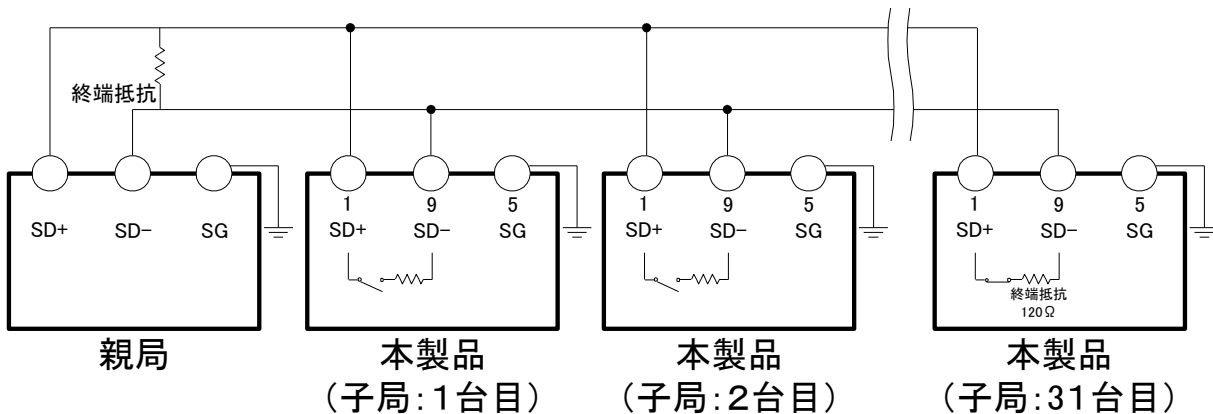 終端抵抗
1 9 5 1 9 5 1 9 5
SD+ SD- SG SD+ SD- SG SD+ SD- SG SD+ SD- SG
終端抵抗
120Ω
親局 本製品 本製品 本製品
（子局：1台目） （子局：2台目） （子局：31台目）